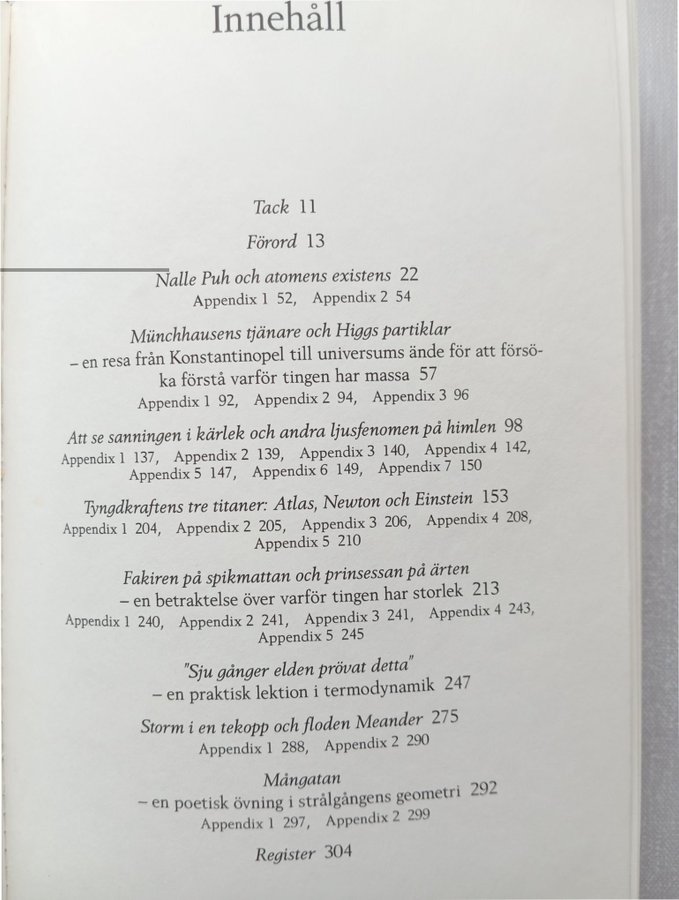 Innehåll
Tack 11
Förord 13
Nalle Puh och atomens existens 22
Appendix 1 52, Appendix 2 54
Münchhausens tjänare och Higgs partiklar
– en resa från Konstantinopel till universums ände för att försö-
ka förstå varför tingen har massa 57
Appendix 1 92, Appendix 2 94, Appendix 3 96
Att se sanningen i kärlek och andra ljusfenomen på himlen 98
Appendix 1 137, Appendix 2 139, Appendix 3 140, Appendix 4 142,
Appendix 5 147, Appendix 6 149, Appendix 7 150
Tyngdkraftens tre titaner: Atlas, Newton och Einstein 153
Appendix 1 204, Appendix 2 205, Appendix 3 206, Appendix 4 208,
Appendix 5 210
Fakiren på spikmattan och prinsessan på ärten
– en betraktelse över varför tingen har storlek 213
Appendix 1 240, Appendix 2 241, Appendix 3 241, Appendix 4 243,
Appendix 5 245
"Sju gånger elden prövat detta"
– en praktisk lektion i termodynamik 247
Storm i en tekopp och floden Meander 275
Appendix 1 288, Appendix 2 290
Mångatan
– en poetisk övning i strålgångens geometri 292
Appendix 1 297, Appendix 2 299
Register 304